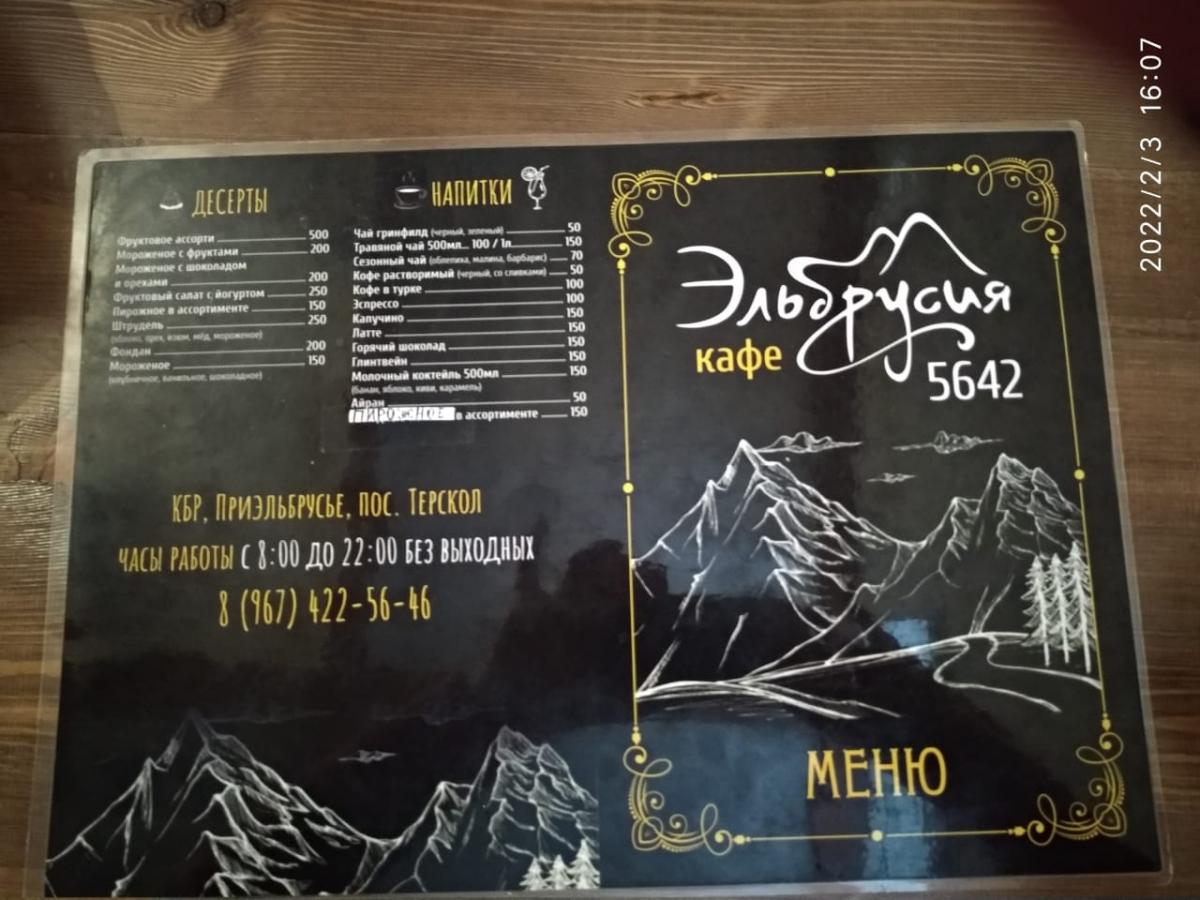 ДЕСЕРТЫ
Фруктовое ассорти 500
Мороженое с фруктами 200
Мороженое с шоколадом
и орехами 200
Фруктовый салат с йогуртом 250
Пирожное в ассортименте 150
Штрудель 250
(яблоко, орех, изюм, мёд, мороженое)
Фондан 200
Мороженое 150
(клубничное, ванильное, шоколадное)
НАПИТКИ
Чай гринфилд (черный, зеленый) 50
Травяной чай 500мл... 100 / 1л 150
Сезонный чай (облепиха, малина, барбарис) 70
Кофе растворимый (черный, со сливками) 50
Кофе в турке 100
Эспрессо 100
Капучино 150
Латте 150
Горячий шоколад 150
Глинтвейн 150
Молочный коктейль 500мл 150
(банан, яблоко, киви, карамель)
Айран 50
ПИРОЖНОЕ в ассортименте 150
КБР, Приэльбрусье, пос. Терскол
часы работы с 8:00 до 22:00 без выходных
8 (967) 422-56-46
Эльбрусия
кафе
5642
МЕНЮ
2022/2/3 16:07